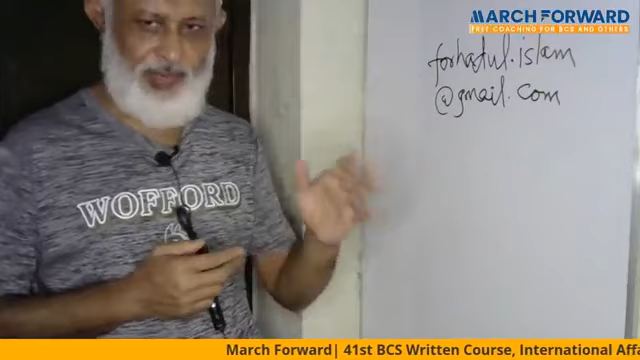 MARCH FORWARD
FREE COACHING FOR BCS AND OTHERS
forhadul.islam
@gmail.com
WOFFORD
March Forward| 41st BCS Written Course, International Affa